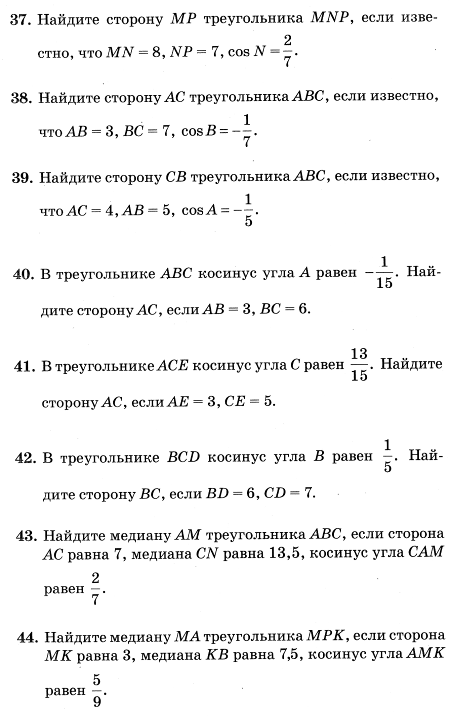 37. Найдите сторону MP треугольника MNP, если изве-
стно, что MN = 8, NP = 7, cos N = 2/7.
38. Найдите сторону AC треугольника ABC, если известно,
что AB = 3, BC = 7, cos B = −1/7.
39. Найдите сторону CB треугольника ABC, если известно,
что AC = 4, AB = 5, cos A = −1/5.
40. В треугольнике ABC косинус угла A равен −1/15. Най-
дите сторону AC, если AB = 3, BC = 6.
41. В треугольнике ACE косинус угла C равен 13/15. Найдите
сторону AC, если AE = 3, CE = 5.
42. В треугольнике BCD косинус угла B равен 1/5. Най-
дите сторону BC, если BD = 6, CD = 7.
43. Найдите медиану AM треугольника ABC, если сторона
AC равна 7, медиана CN равна 13,5, косинус угла CAM
равен 2/7.
44. Найдите медиану MA треугольника MPK, если сторона
MK равна 3, медиана KB равна 7,5, косинус угла AMK
равен 5/9.